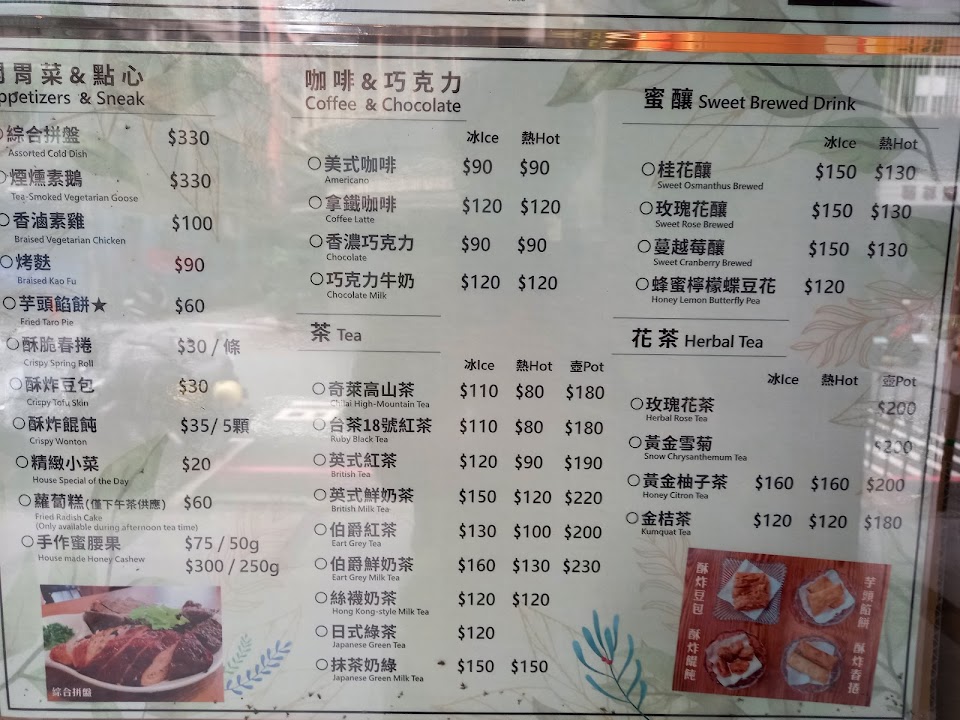 胃菜&點心
ppetizers & Sneak
綜合拼盤 $330
Assorted Cold Dish
煙燻素鵝 $330
Tea-Smoked Vegetarian Goose
香滷素雞 $100
Braised Vegetarian Chicken
烤麩 $90
Braised Kao Fu
芋頭餡餅★ $60
Fried Taro Pie
酥脆春捲 $30 / 條
Crispy Spring Roll
酥炸豆包 $30
Crispy Tofu Skin
酥炸餛飩 $35/ 5顆
Crispy Wonton
精緻小菜 $20
House Special of the Day
蘿蔔糕(僅下午茶供應) $60
Fried Radish Cake
(Only available during afternoon tea time)
手作蜜腰果 $75 / 50g
House made Honey Cashew
$300 / 250g
綜合拼盤
咖啡&巧克力
Coffee & Chocolate
冰Ice 熱Hot
美式咖啡 $90 $90
Americano
拿鐵咖啡 $120 $120
Coffee Latte
香濃巧克力 $90 $90
Chocolate
巧克力牛奶 $120 $120
Chocolate Milk
茶 Tea
冰Ice 熱Hot 壺Pot
奇萊高山茶 $110 $80 $180
Chilai High-Mountain Tea
台茶18號紅茶 $110 $80 $180
Ruby Black Tea
英式紅茶 $120 $90 $190
British Tea
英式鮮奶茶 $150 $120 $220
British Milk Tea
伯爵紅茶 $130 $100 $200
Eart Grey Tea
伯爵鮮奶茶 $160 $130 $230
Eart Grey Milk Tea
絲襪奶茶 $120 $120
Hong Kong-style Milk Tea
日式綠茶 $120
Japanese Green Tea
抹茶奶綠 $150 $150
Japanese Green Milk Tea
蜜釀 Sweet Brewed Drink
冰Ice 熱Hot
桂花釀 $150 $130
Sweet Osmanthus Brewed
玫瑰花釀 $150 $130
Sweet Rose Brewed
蔓越莓釀 $150 $130
Sweet Cranberry Brewed
蜂蜜檸檬蝶豆花 $120
Honey Lemon Butterfly Pea
花茶 Herbal Tea
冰Ice 熱Hot 壺Pot
玫瑰花茶 $200
Herbal Rose Tea
黃金雪菊 $200
Snow Chrysanthemum Tea
黃金柚子茶 $160 $160 $200
Honey Citron Tea
金桔茶 $120 $120 $180
Kumquat Tea
酥炸豆包
芋頭餡餅
酥炸餛飩
酥炸春捲